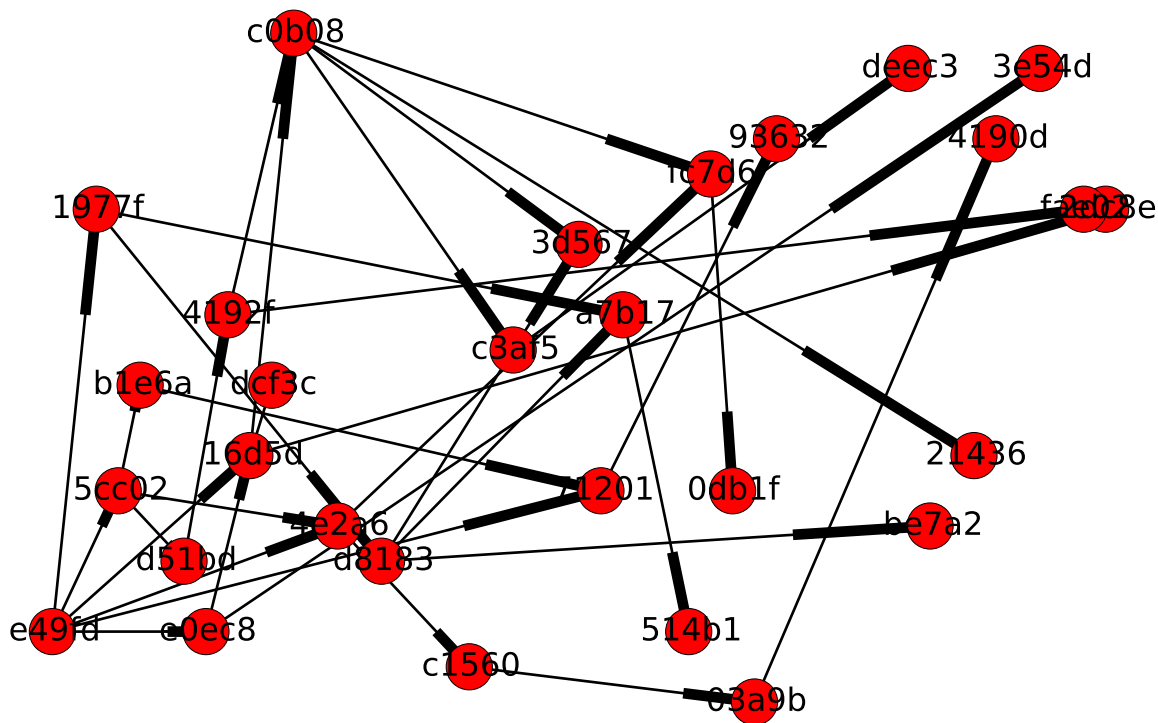 c0b08
deec3
3e54d
93632
4190d
fc7d6
1977f
3d567
4192f
a7b17
c3af5
b1e6a
dcf3c
16d5d
21436
5cc02
0db1f
4e2a6
be7a2
d51bd
d8183
e49fd
e0ec8
514b1
c1560
03a9b